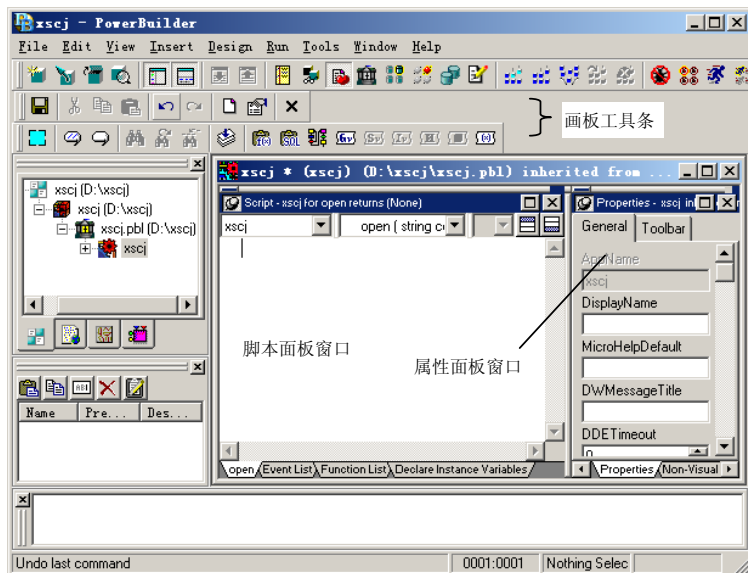 xscj - PowerBuilder
File Edit View Insert Design Run Tools Window Help
画板工具条
xscj (D:\xscj)
xscj (D:\xscj)
xscj.pbl (D:\xscj)
xscj
xscj * (xscj) (D:\xscj\xscj.pbl) inherited from ...
Script - xscj for open returns (None)
xscj
open ( string c
脚本面板窗口
属性面板窗口
open Event List Function List Declare Instance Variables
Properties - xscj
General Toolbar
AppName
xscj
DisplayName
MicroHelpDefault
DWMessageTitle
DDETimeout
0
Properties Non-Visual
Name Pre... Des...
Undo last command
0001:0001
Nothing Selec